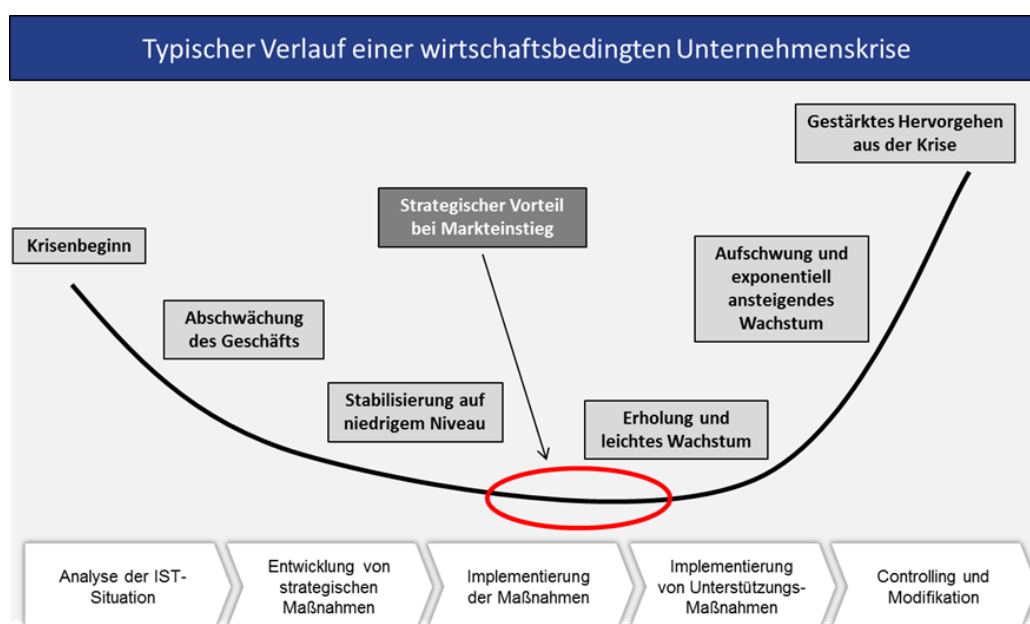 Typischer Verlauf einer wirtschaftsbedingten Unternehmenskrise
Gestärktes Hervorgehen
aus der Krise
Strategischer Vorteil
bei Markteinstieg
Krisenbeginn
Aufschwung und
exponentiell
ansteigendes
Wachstum
Abschwächung
des Geschäfts
Stabilisierung auf
niedrigem Niveau
Erholung und
leichtes Wachstum
Analyse der IST-
Situation
Entwicklung von
strategischen
Maßnahmen
Implementierung
der Maßnahmen
Implementierung
von Unterstützungs-
Maßnahmen
Controlling und
Modifikation